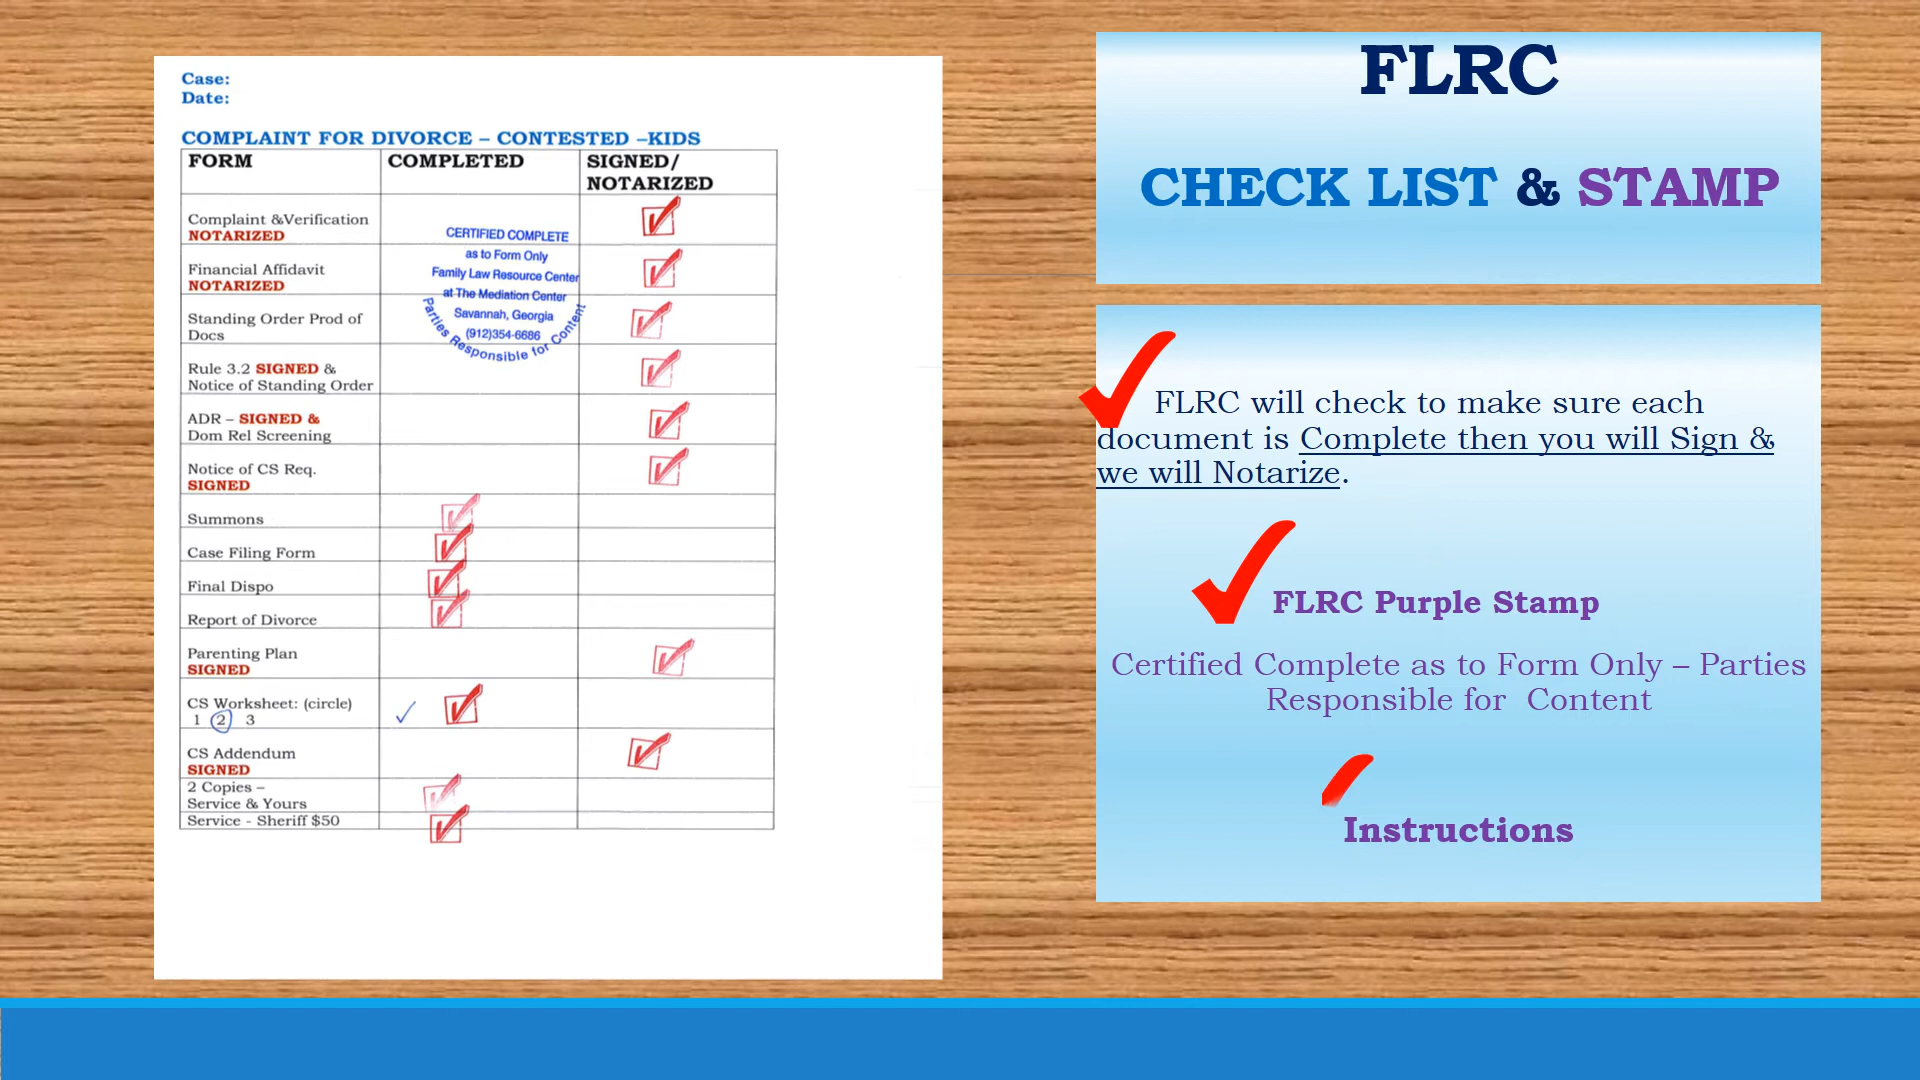 Case:
Date:
COMPLAINT FOR DIVORCE – CONTESTED –KIDS
FORM COMPLETED SIGNED/
NOTARIZED
Complaint &Verification
NOTARIZED
Financial Affidavit
NOTARIZED
Standing Order Prod of
Docs
Rule 3.2 SIGNED &
Notice of Standing Order
ADR – SIGNED &
Dom Rel Screening
Notice of CS Req.
SIGNED
Summons
Case Filing Form
Final Dispo
Report of Divorce
Parenting Plan
SIGNED
CS Worksheet: (circle)
1 2 3
CS Addendum
SIGNED
2 Copies –
Service & Yours
Service - Sheriff $50
CERTIFIED COMPLETE
as to Form Only
Family Law Resource Center
at The Mediation Center
Savannah, Georgia
(912)354-6686
Parties Responsible for Content
FLRC
CHECK LIST & STAMP
FLRC will check to make sure each
document is Complete then you will Sign &
we will Notarize.
FLRC Purple Stamp
Certified Complete as to Form Only – Parties
Responsible for Content
Instructions